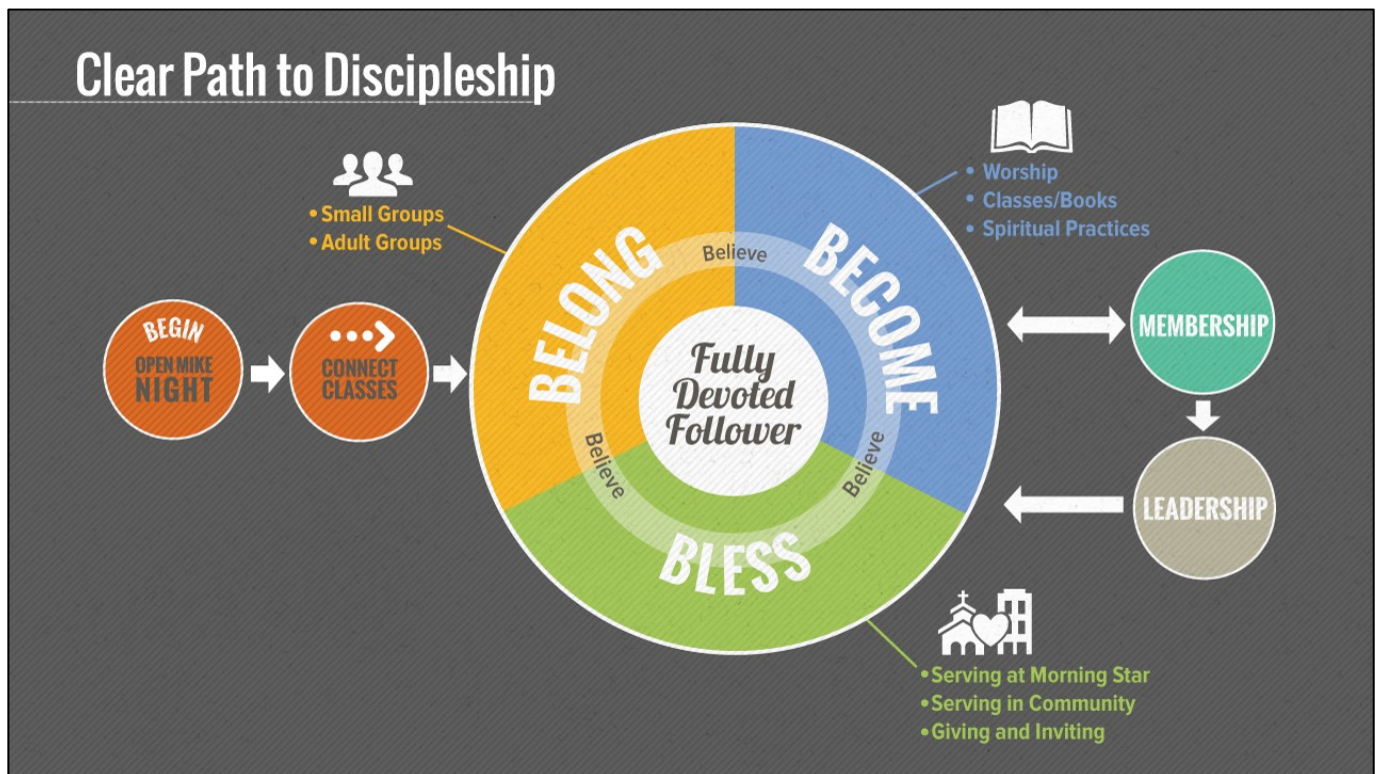 Clear Path to Discipleship
• Small Groups
• Adult Groups
• Worship
• Classes/Books
• Spiritual Practices
BEGIN
OPEN MIKE
NIGHT
CONNECT
CLASSES
BELONG
BECOME
BLESS
Believe
Believe
Believe
Fully
Devoted
Follower
MEMBERSHIP
LEADERSHIP
• Serving at Morning Star
• Serving in Community
• Giving and Inviting